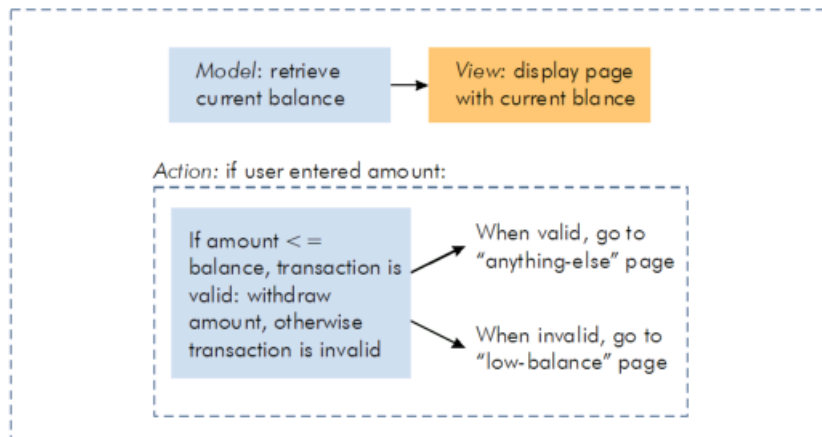 Model: retrieve
current balance
View: display page
with current blance
Action: if user entered amount:
If amount < =
balance, transaction is
valid: withdraw
amount, otherwise
transaction is invalid
When valid, go to
“anything-else” page
When invalid, go to
“low-balance” page